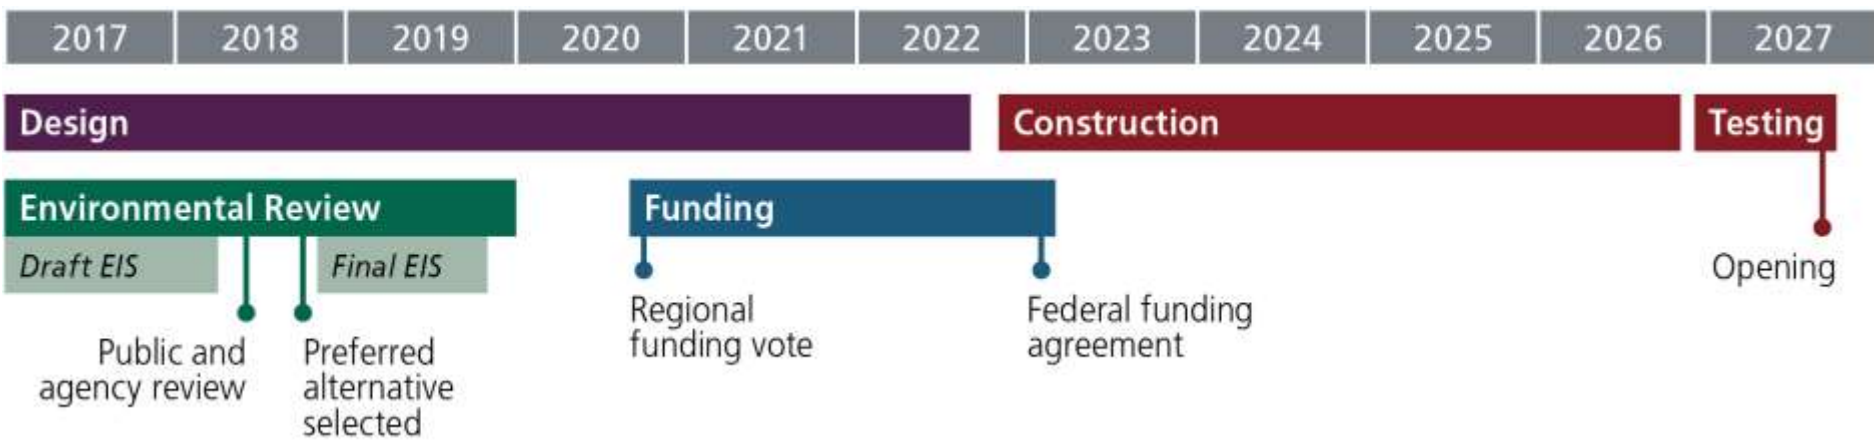 2017 2018 2019 2020 2021 2022 2023 2024 2025 2026 2027
Design Construction Testing
Environmental Review Funding
Draft EIS Final EIS
Opening
Regional
funding vote
Federal funding
agreement
Public and
agency review
Preferred
alternative
selected